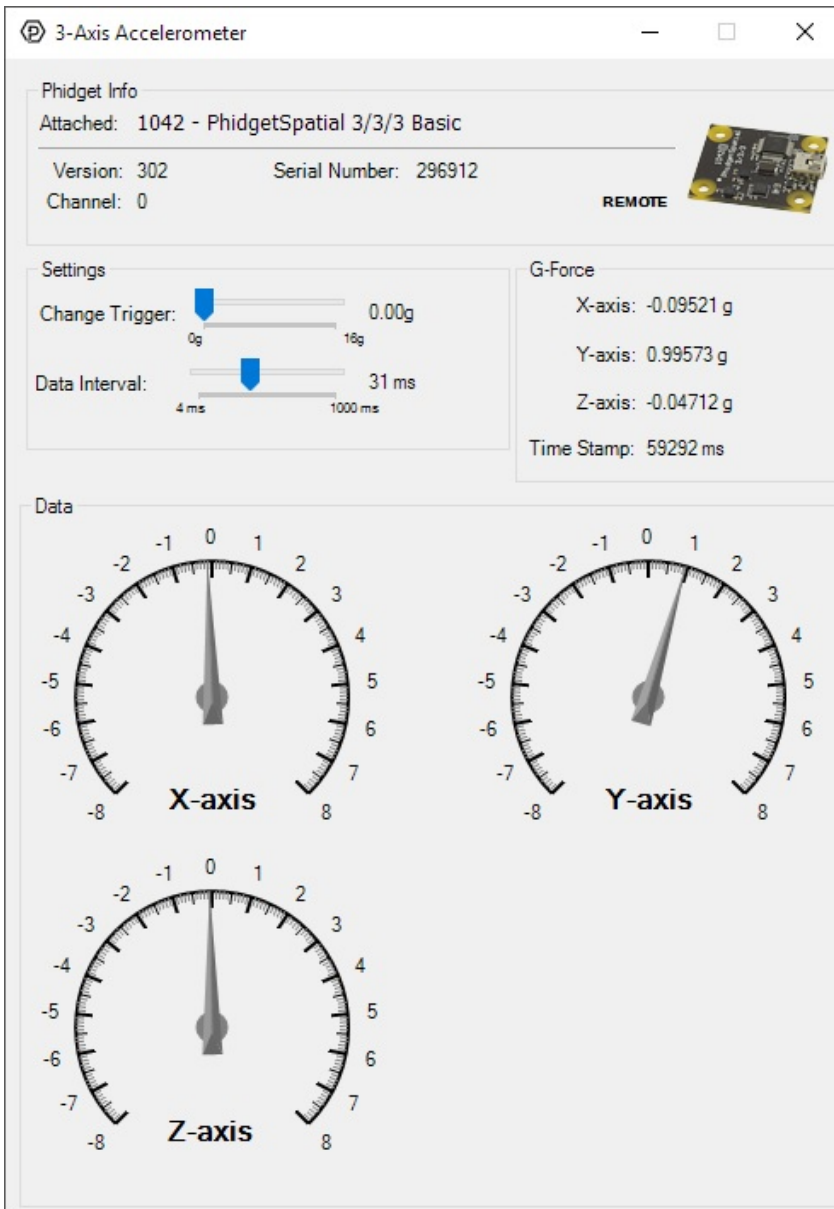 3-Axis Accelerometer
Phidget Info
Attached: 1042 - PhidgetSpatial 3/3/3 Basic
Version: 302 Serial Number: 296912
Channel: 0
REMOTE
Settings
Change Trigger: 0.00g
0g 16g
Data Interval: 31 ms
4 ms 1000 ms
G-Force
X-axis: -0.09521 g
Y-axis: 0.99573 g
Z-axis: -0.04712 g
Time Stamp: 59292 ms
Data
-8 -7 -6 -5 -4 -3 -2 -1 0 1 2 3 4 5 6 7 8
X-axis
-8 -7 -6 -5 -4 -3 -2 -1 0 1 2 3 4 5 6 7 8
Y-axis
-8 -7 -6 -5 -4 -3 -2 -1 0 1 2 3 4 5 6 7 8
Z-axis